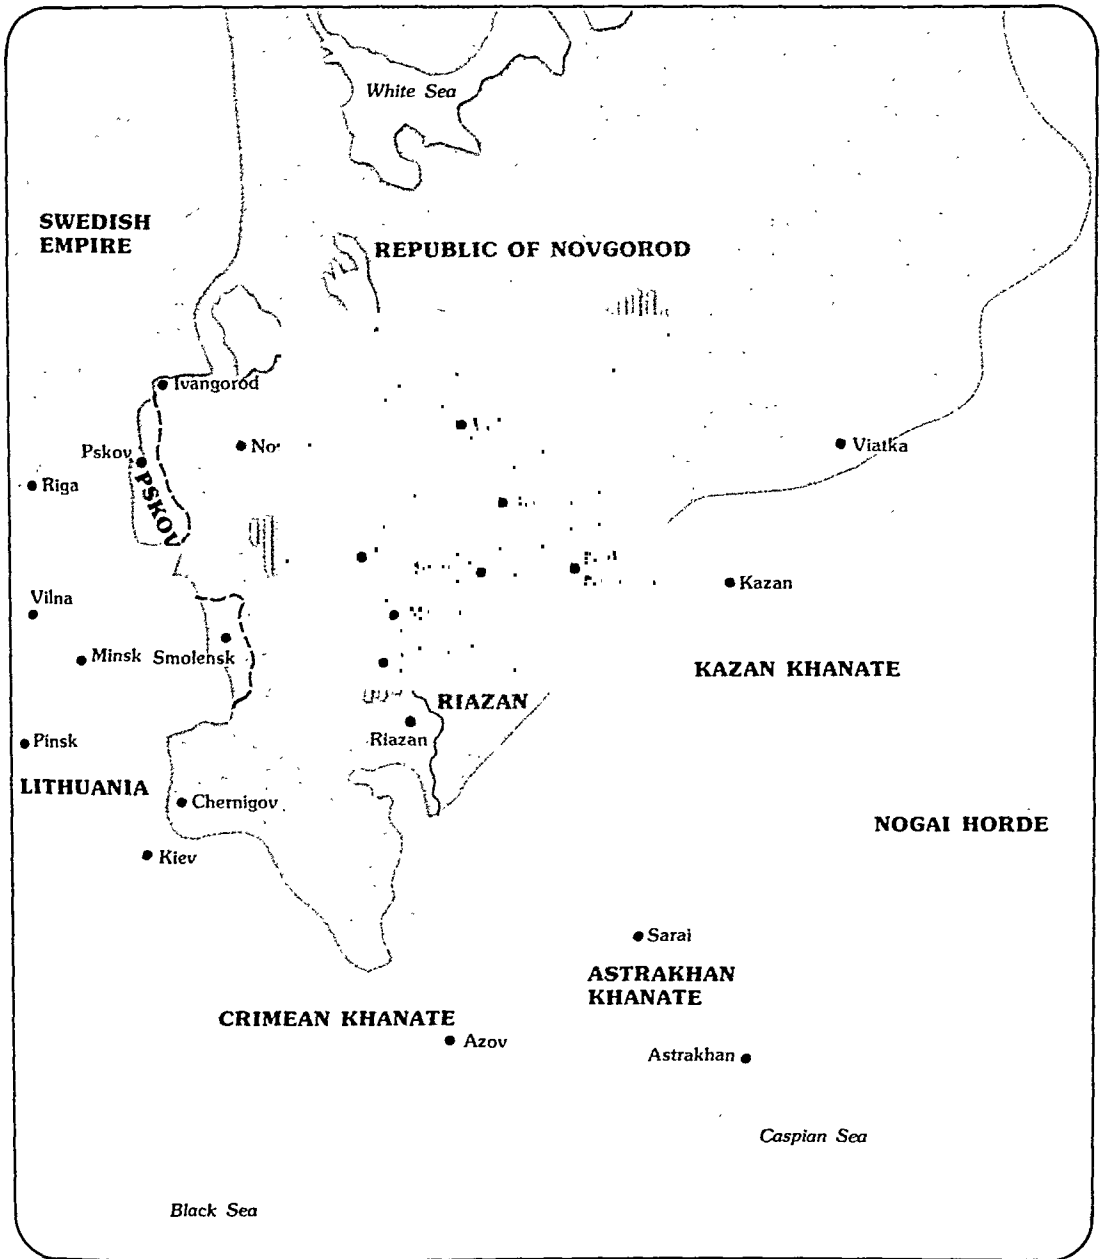 White Sea
SWEDISH
EMPIRE
REPUBLIC OF NOVGOROD
Ivangorod
Pskov
No
Viatka
Riga
PSKOV
Kazan
Vilna
Minsk
Smolensk
KAZAN KHANATE
RIAZAN
Riazan
Pinsk
LITHUANIA
Chernigov
NOGAI HORDE
Kiev
Sarai
ASTRAKHAN
KHANATE
CRIMEAN KHANATE
Azov
Astrakhan
Caspian Sea
Black Sea